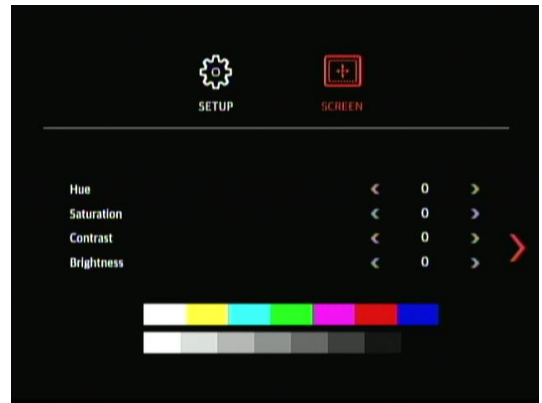 SETUP
SCREEN
Hue < 0 >
Saturation < 0 >
Contrast < 0 >
Brightness < 0 >